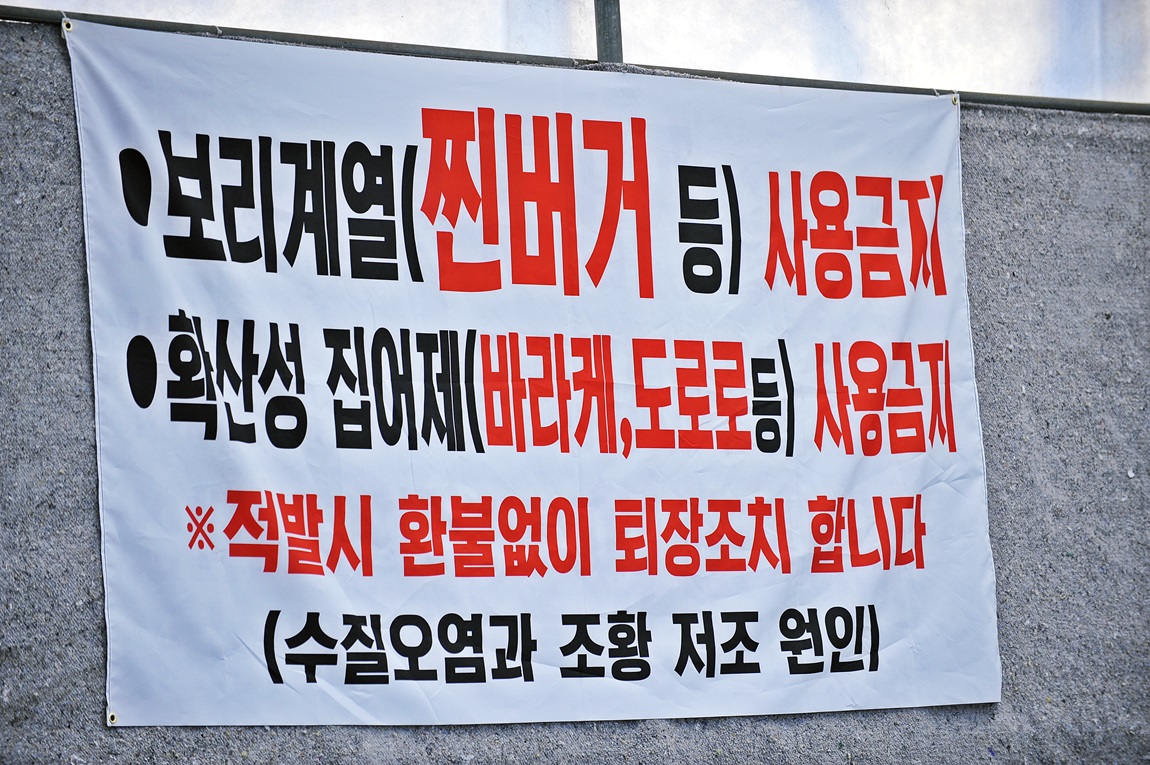 ●보리계열(찐버거 등) 사용금지
●확산성 집어제(바라케,도로로등) 사용금지
※적발시 환불없이 퇴장조치 합니다
(수질오염과 조황 저조 원인)